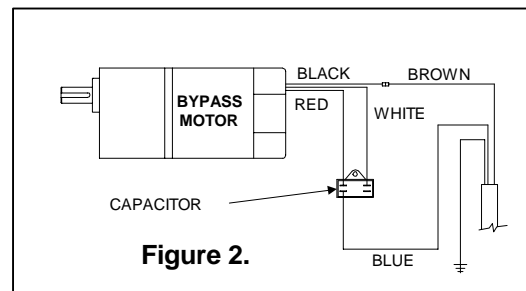 BLACK
BROWN
BYPASS
MOTOR
RED
WHITE
CAPACITOR
Figure 2.
BLUE